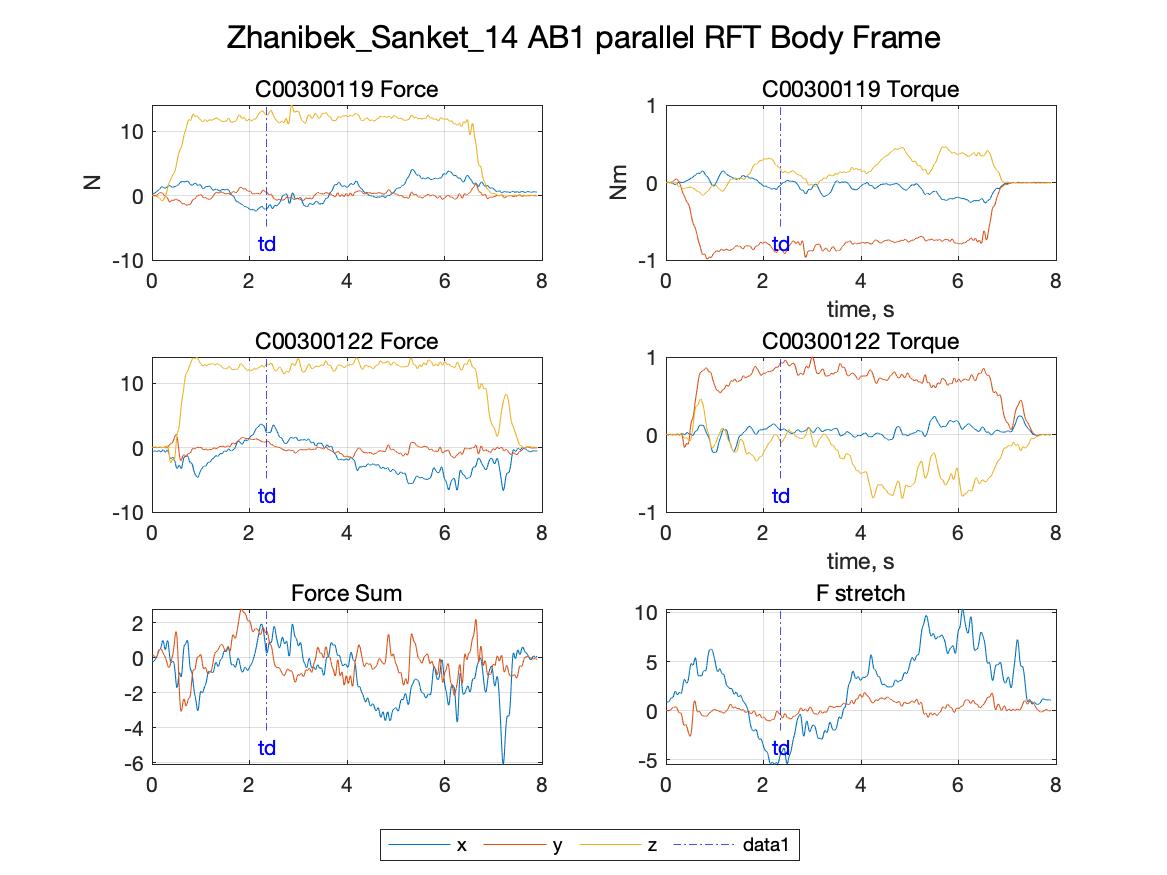 Zhanibek_Sanket_14 AB1 parallel RFT Body Frame
C00300119 Force
10
0
-10
N
td
0 2 4 6 8
C00300119 Torque
1
0
-1
Nm
td
0 2 4 6 8
time, s
C00300122 Force
10
0
-10
td
0 2 4 6 8
C00300122 Torque
1
0
-1
td
0 2 4 6 8
time, s
Force Sum
2
0
-2
-4
-6
td
0 2 4 6 8
F stretch
10
5
0
-5
td
0 2 4 6 8
x y z data1